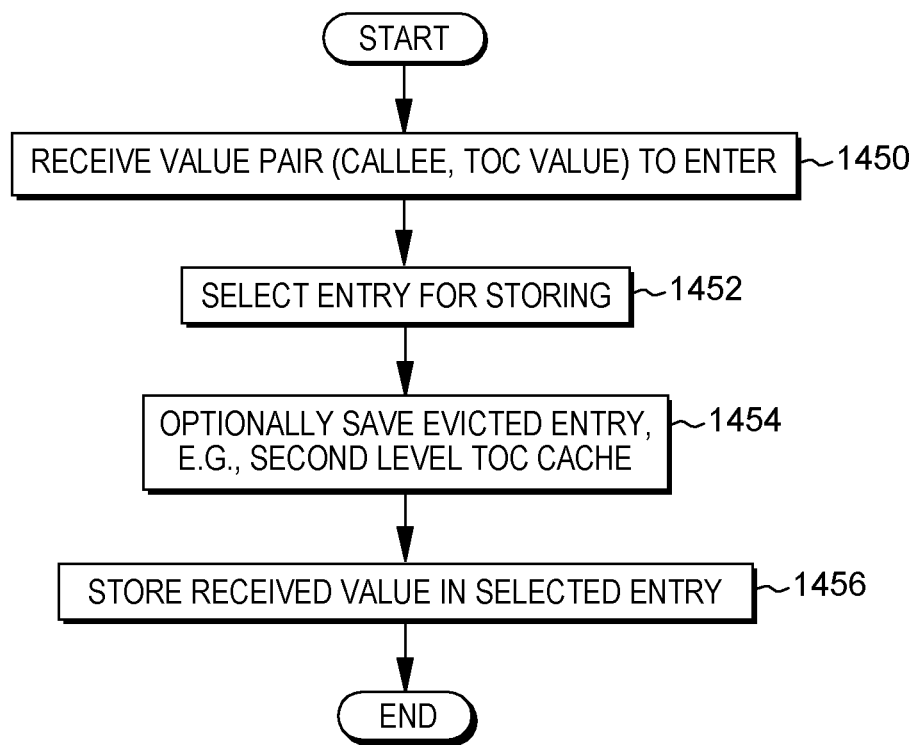 START
RECEIVE VALUE PAIR (CALLEE, TOC VALUE) TO ENTER
1450
SELECT ENTRY FOR STORING
1452
OPTIONALLY SAVE EVICTED ENTRY,
E.G., SECOND LEVEL TOC CACHE
1454
STORE RECEIVED VALUE IN SELECTED ENTRY
1456
END